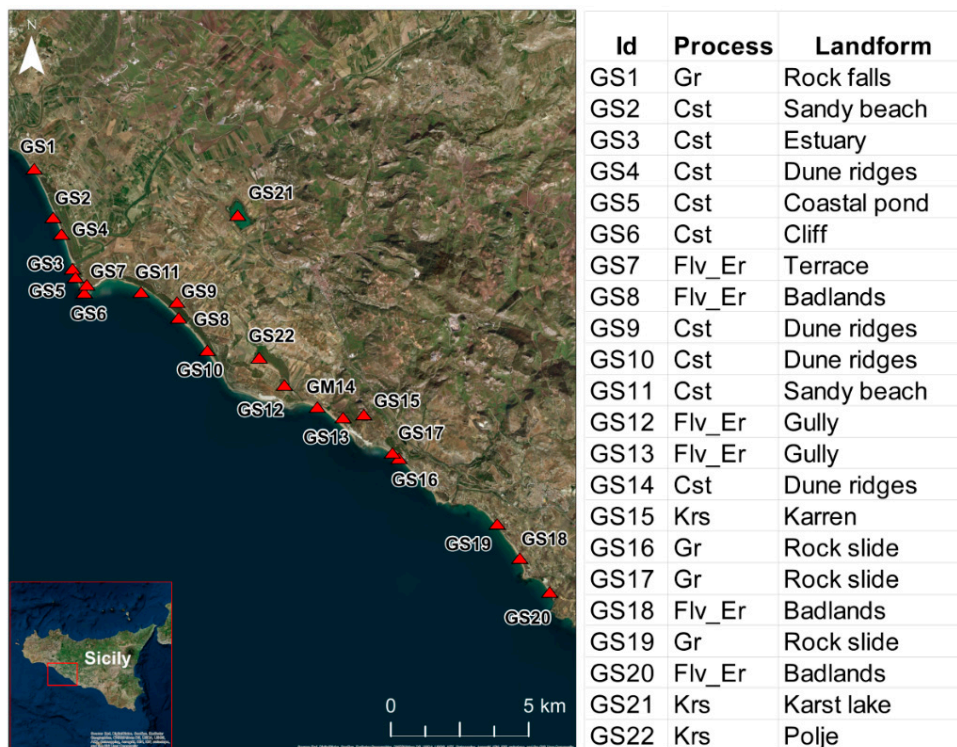 N
GS1
GS2
GS4
GS21
GS3
GS7
GS11
GS5
GS9
GS6
GS8
GS10
GS22
GS12
GM14
GS15
GS13
GS17
GS16
GS19
GS18
GS20
Sicily
0 5 km
Id Process Landform
GS1 Gr Rock falls
GS2 Cst Sandy beach
GS3 Cst Estuary
GS4 Cst Dune ridges
GS5 Cst Coastal pond
GS6 Cst Cliff
GS7 Flv_Er Terrace
GS8 Flv_Er Badlands
GS9 Cst Dune ridges
GS10 Cst Dune ridges
GS11 Cst Sandy beach
GS12 Flv_Er Gully
GS13 Flv_Er Gully
GS14 Cst Dune ridges
GS15 Krs Karren
GS16 Gr Rock slide
GS17 Gr Rock slide
GS18 Flv_Er Badlands
GS19 Gr Rock slide
GS20 Flv_Er Badlands
GS21 Krs Karst lake
GS22 Krs Polje